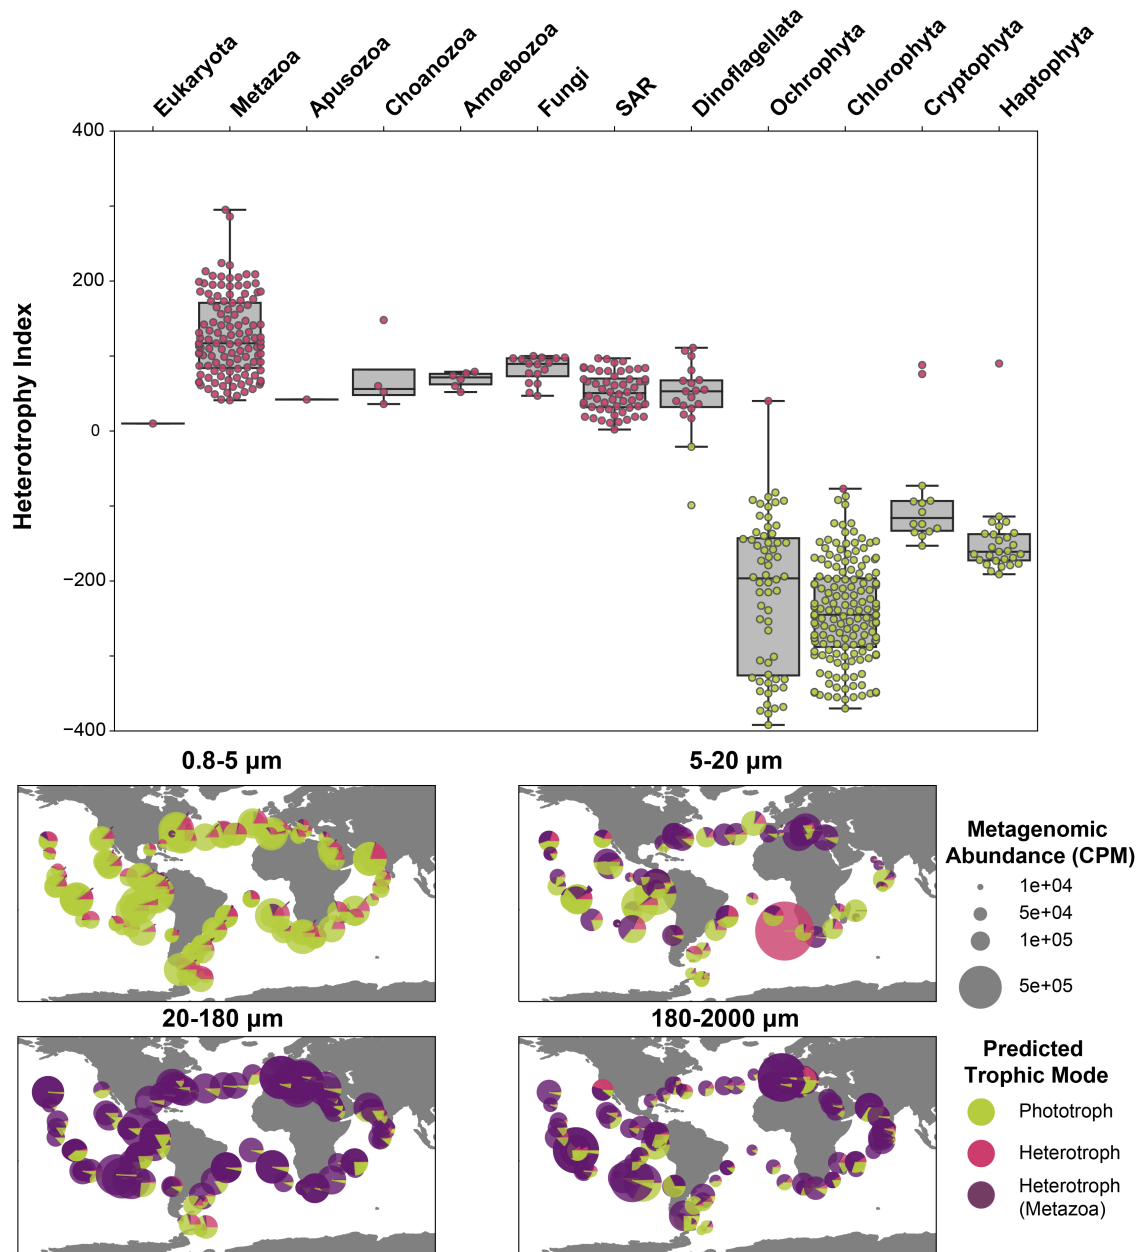 Eukaryota
Metazoa
Apusozoa
Choanozoa
Amoebozoa
Fungi
SAR
Dinoflagellata
Ochrophyta
Chlorophyta
Cryptophyta
Haptophyta
Heterotrophy Index
400
200
0
−200
−400
0.8-5 µm
5-20 µm
20-180 µm
180-2000 µm
Metagenomic
Abundance (CPM)
1e+04
5e+04
1e+05
5e+05
Predicted
Trophic Mode
Phototroph
Heterotroph
Heterotroph
(Metazoa)